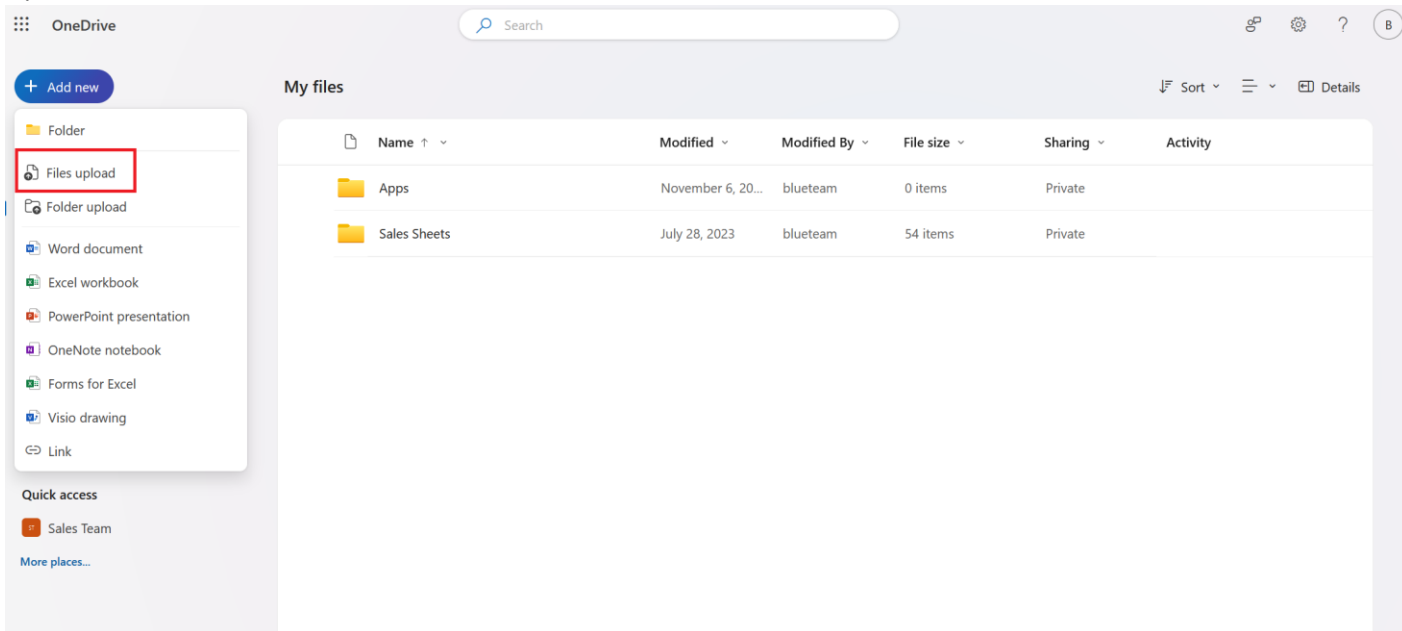 OneDrive
Search
B
+ Add new
My files
Sort
Details
Folder
Files upload
Folder upload
Word document
Excel workbook
PowerPoint presentation
OneNote notebook
Forms for Excel
Visio drawing
Link
Quick access
ST Sales Team
More places...
Name ↑ Modified Modified By File size Sharing Activity
Apps November 6, 20... blueteam 0 items Private
Sales Sheets July 28, 2023 blueteam 54 items Private